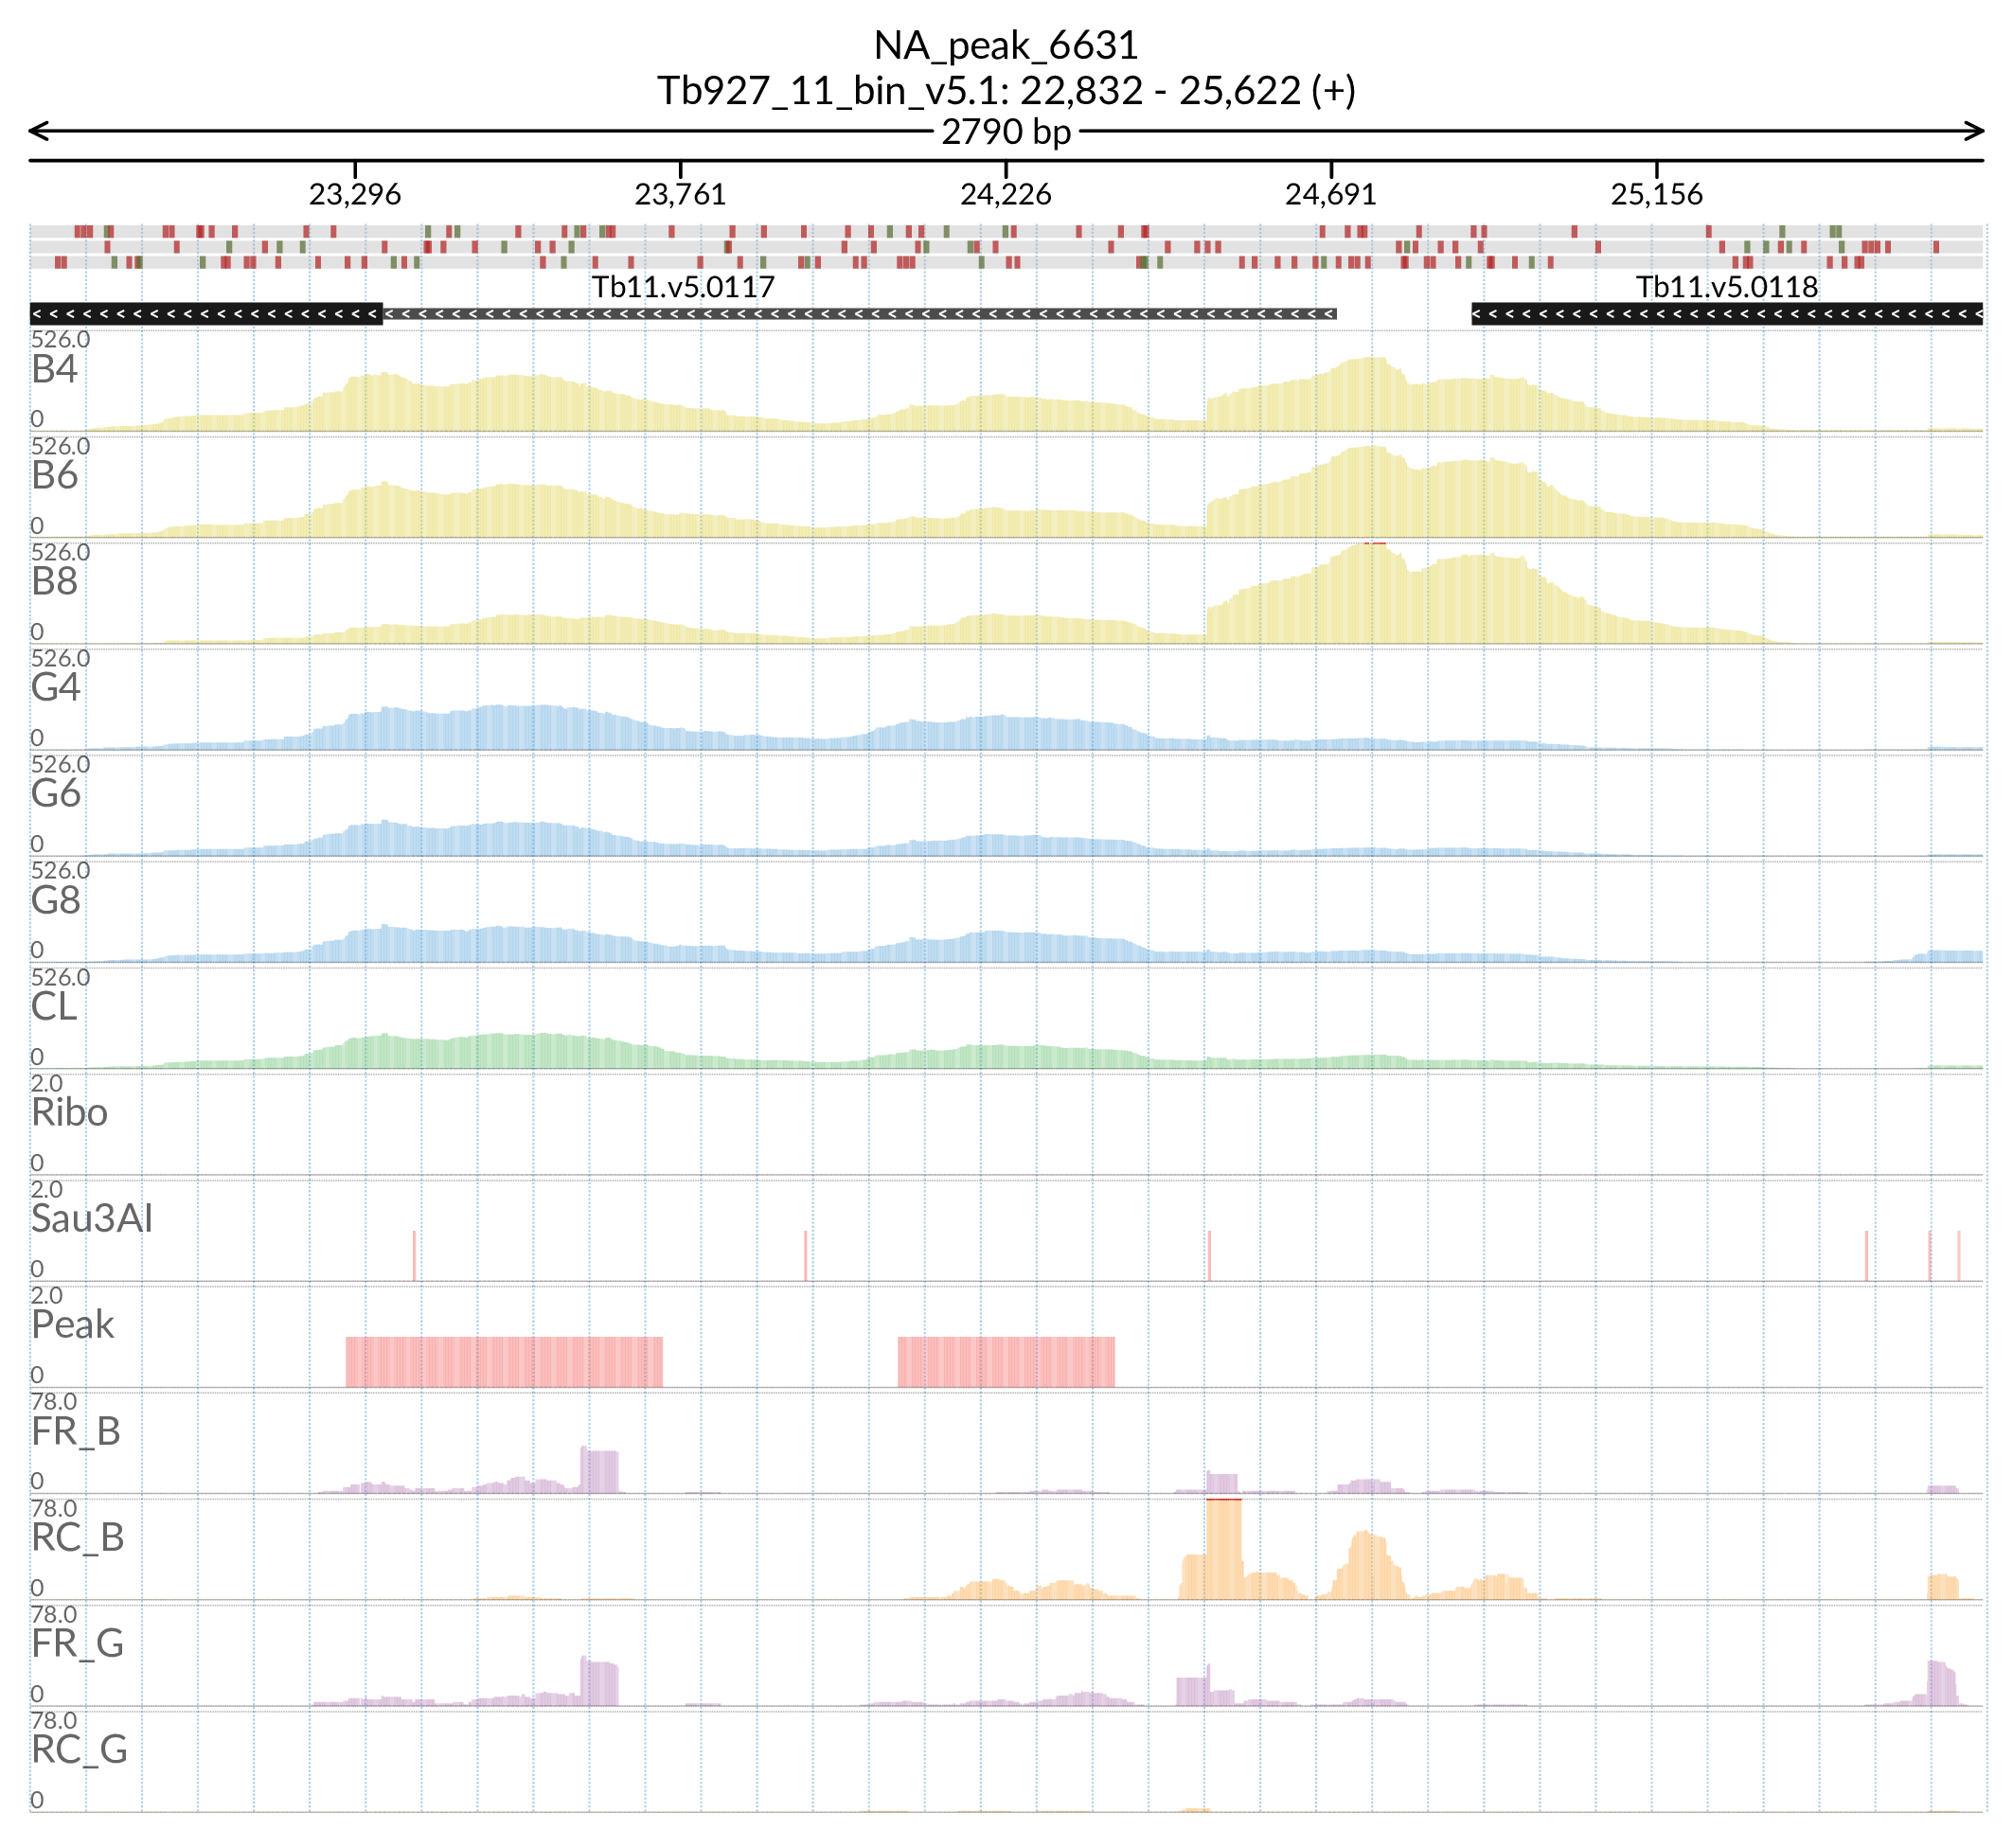 NA_peak_6631
Tb927_11_bin_v5.1: 22,832 - 25,622 (+)
2790 bp
23,296 23,761 24,226 24,691 25,156
Tb11.v5.0117 Tb11.v5.0118
526.0
B4
0
526.0
B6
0
526.0
B8
0
526.0
G4
0
526.0
G6
0
526.0
G8
0
526.0
CL
0
2.0
Ribo
0
2.0
Sau3AI
0
2.0
Peak
0
78.0
FR_B
0
78.0
RC_B
0
78.0
FR_G
0
78.0
RC_G
0